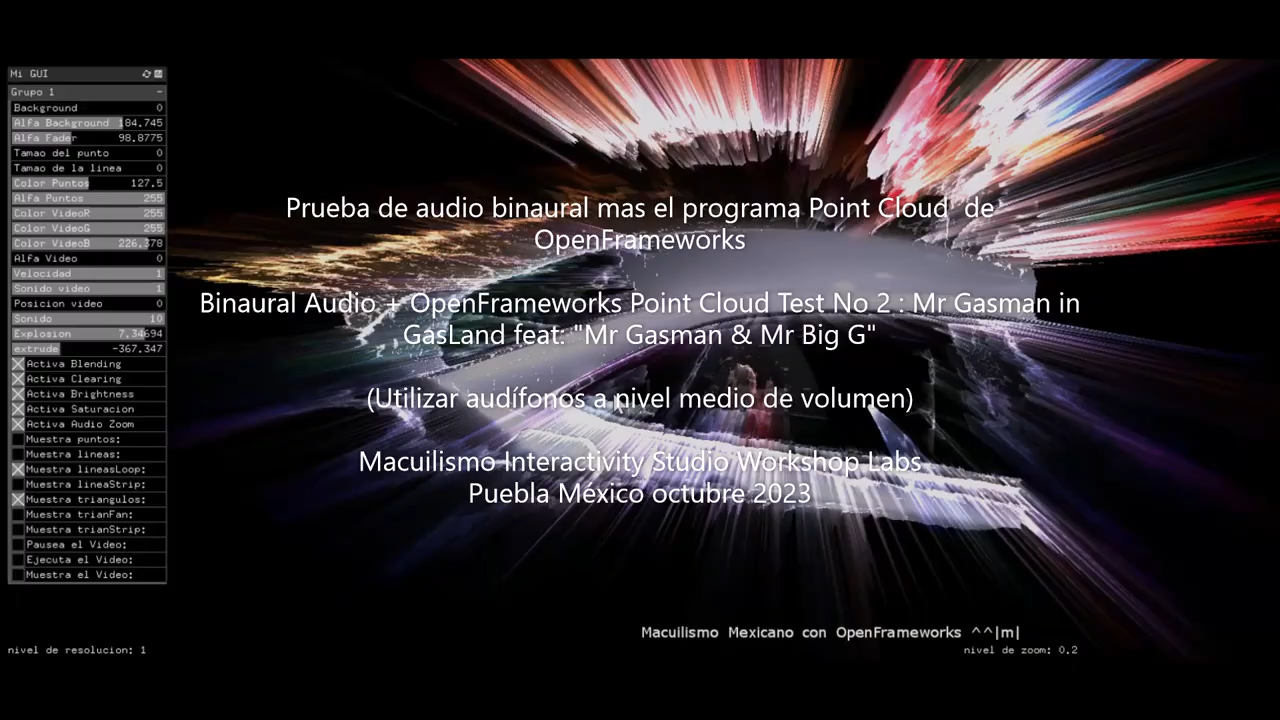 Mi GUI
Grupo 1 -
Background 0
Alfa Background 184.745
Alfa Fader 98.8775
Tamao del punto 0
Tamao de la linea 0
Color Puntos 127.5
Alfa Puntos 255
Color VideoR 255
Color VideoG 255
Color VideoB 226.378
Alfa Video 0
Velocidad 1
Sonido video 1
Posicion video 0
Sonido 10
Explosion 7.34694
extrude -367.347
Activa Blending
Activa Clearing
Activa Brightness
Activa Saturacion
Activa Audio Zoom
Muestra puntos:
Muestra lineas:
Muestra lineasLoop:
Muestra lineaStrip:
Muestra triangulos:
Muestra trianFan:
Muestra trianStrip:
Pausea el Video:
Ejecuta el Video:
Muestra el Video:
Prueba de audio binaural mas el programa Point Cloud  de
OpenFrameworks
Binaural Audio + OpenFrameworks Point Cloud Test No 2 : Mr Gasman in
GasLand feat: "Mr Gasman & Mr Big G"
(Utilizar audífonos a nivel medio de volumen)
Macuilismo Interactivity Studio Workshop Labs
Puebla México octubre 2023
Macuilismo Mexicano con OpenFrameworks ^^|m|
nivel de resolucion: 1
nivel de zoom: 0.2